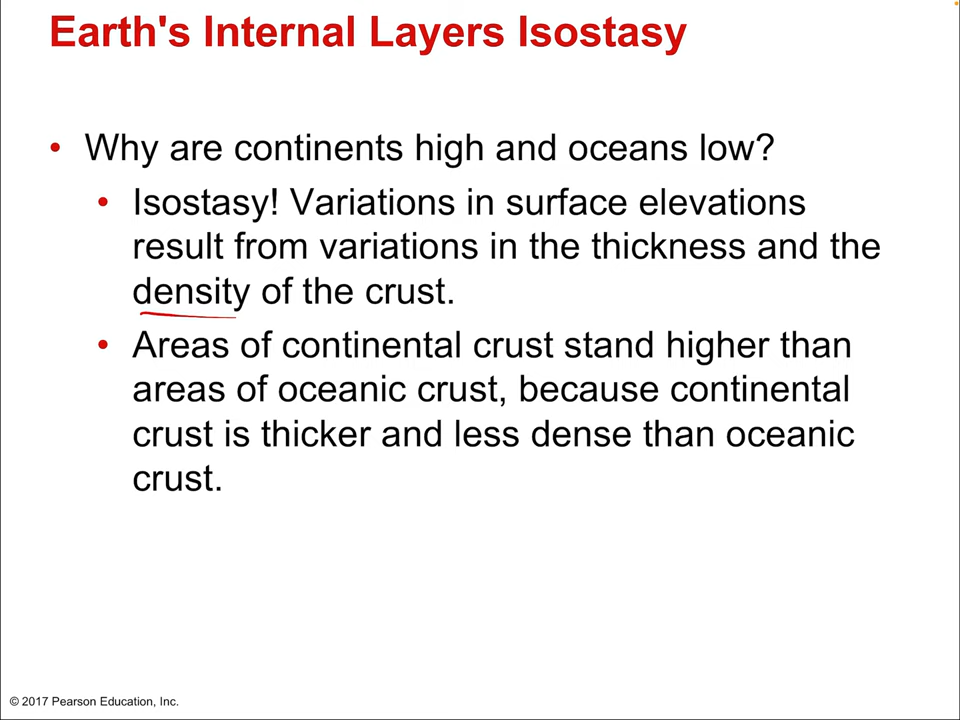 Earth's Internal Layers Isostasy
• Why are continents high and oceans low?
• Isostasy! Variations in surface elevations
result from variations in the thickness and the
density of the crust.
• Areas of continental crust stand higher than
areas of oceanic crust, because continental
crust is thicker and less dense than oceanic
crust.
© 2017 Pearson Education, Inc.